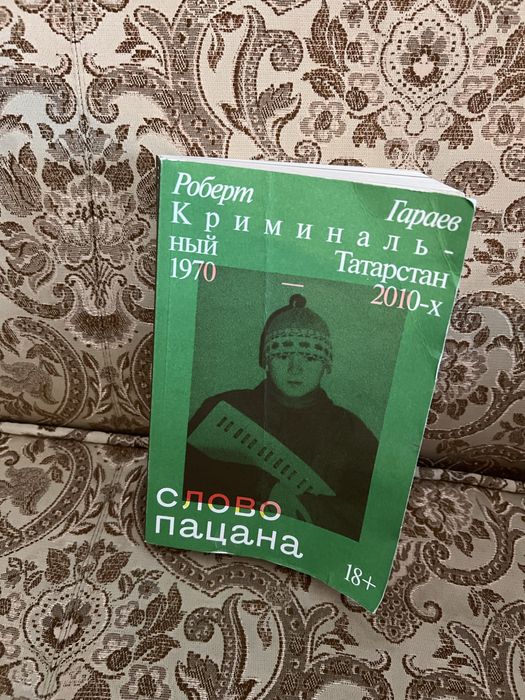 Роберт Гараев
Криминаль-
ный Татарстан
1970 — 2010-х
слово
пацана
18+